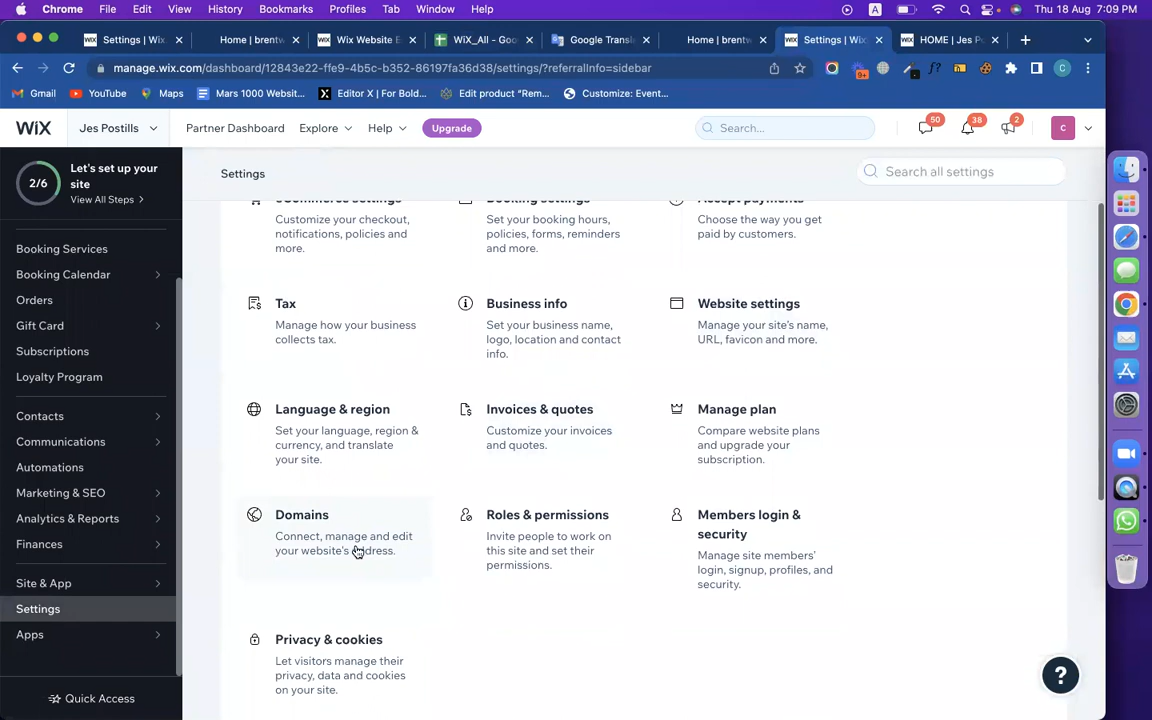 Chrome File Edit View History Bookmarks Profiles Tab Window Help A Thu 18 Aug 7:09 PM
Settings | Wix. Home | brentw Wix Website E WiX_All - Goo Google Transl Home | brentw Settings | Wix HOME | Jes Po
manage.wix.com/dashboard/12843e22-ffe9-4b5c-b352-86197fa36d38/settings/?referralInfo=sidebar
9+
C
Gmail YouTube Maps Mars 1000 Websit... Editor X | For Bold... Edit product "Rem... Customize: Event...
WiX Jes Postills Partner Dashboard Explore Help Upgrade Search... 50 38 2 C
2/6
Let's set up your
site
View All Steps
Settings
Search all settings
Booking Services
Booking Calendar
Orders
Gift Card
Subscriptions
Loyalty Program
Contacts
Communications
Automations
Marketing & SEO
Analytics & Reports
Finances
Site & App
Settings
Apps
Quick Access
eCommerce settings
Customize your checkout,
notifications, policies and
more.
Booking settings
Set your booking hours,
policies, forms, reminders
and more.
Accept payments
Choose the way you get
paid by customers.
Tax
Manage how your business
collects tax.
Business info
Set your business name,
logo, location and contact
info.
Website settings
Manage your site's name,
URL, favicon and more.
Language & region
Set your language, region &
currency, and translate
your site.
Invoices & quotes
Customize your invoices
and quotes.
Manage plan
Compare website plans
and upgrade your
subscription.
Domains
Connect, manage and edit
your website's address.
Roles & permissions
Invite people to work on
this site and set their
permissions.
Members login &
security
Manage site members'
login, signup, profiles, and
security.
Privacy & cookies
Let visitors manage their
privacy, data and cookies
on your site.
?